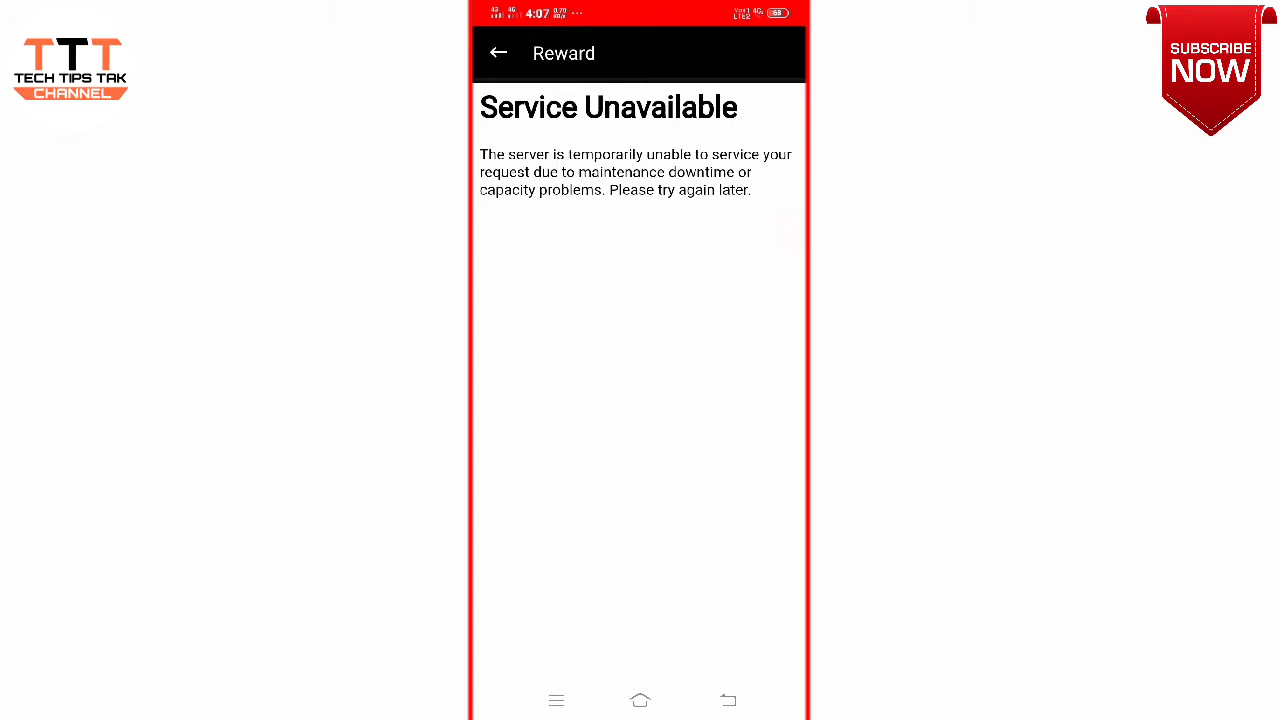 TTT
TECH TIPS TAK
CHANNEL
4:07
Reward
Service Unavailable
The server is temporarily unable to service your
request due to maintenance downtime or
capacity problems. Please try again later.
SUBSCRIBE
NOW